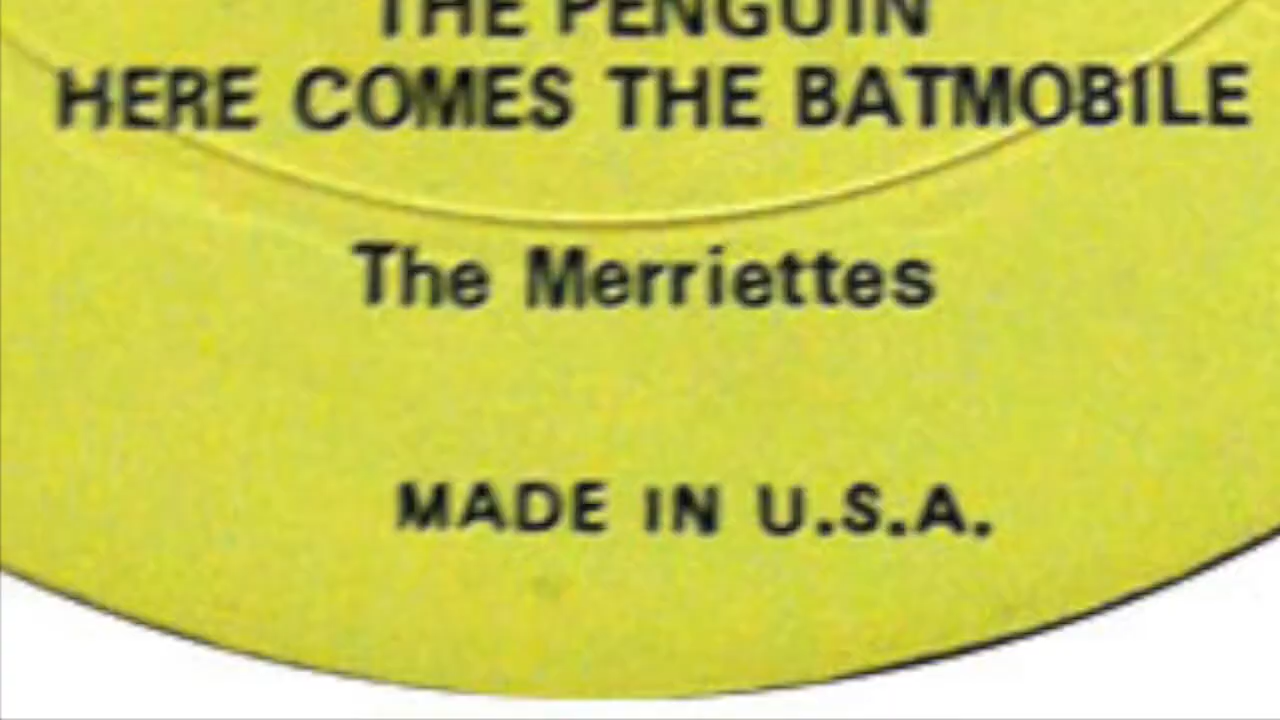 THE PENGUIN
HERE COMES THE BATMOBILE
The Merriettes
MADE IN U.S.A.